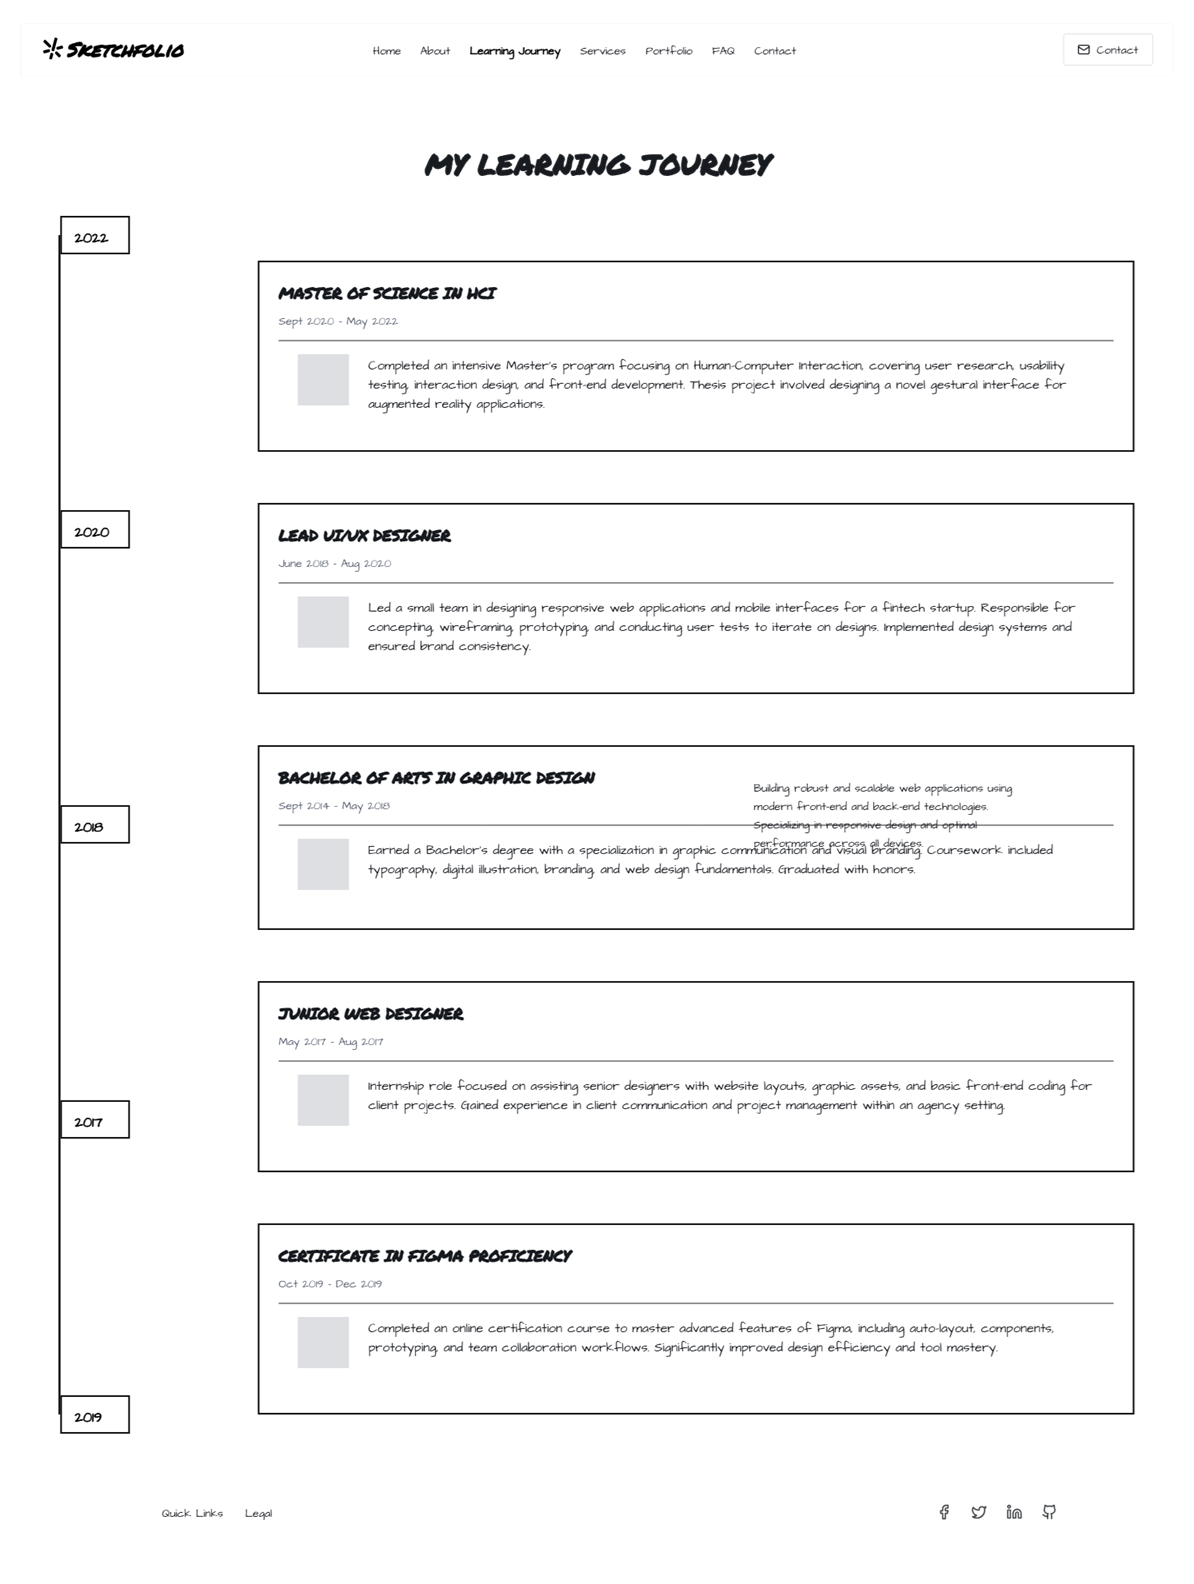 SKETCHFOLIO
Home About Learning Journey Services Portfolio FAQ Contact
Contact
MY LEARNING JOURNEY
2022
MASTER OF SCIENCE IN HCI
Sept 2020 - May 2022
Completed an intensive Master's program focusing on Human-Computer Interaction, covering user research, usability
testing, interaction design, and front-end development. Thesis project involved designing a novel gestural interface for
augmented reality applications.
2020
LEAD UI/UX DESIGNER
June 2018 - Aug 2020
Led a small team in designing responsive web applications and mobile interfaces for a fintech startup. Responsible for
concepting, wireframing, prototyping, and conducting user tests to iterate on designs. Implemented design systems and
ensured brand consistency.
2018
BACHELOR OF ARTS IN GRAPHIC DESIGN
Sept 2014 - May 2018
Building robust and scalable web applications using
modern front-end and back-end technologies.
Specializing in responsive design and optimal
performance across all devices.
Earned a Bachelor's degree with a specialization in graphic communication and visual branding. Coursework included
typography, digital illustration, branding, and web design fundamentals. Graduated with honors.
2017
JUNIOR WEB DESIGNER
May 2017 - Aug 2017
Internship role focused on assisting senior designers with website layouts, graphic assets, and basic front-end coding for
client projects. Gained experience in client communication and project management within an agency setting.
2019
CERTIFICATE IN FIGMA PROFICIENCY
Oct 2019 - Dec 2019
Completed an online certification course to master advanced features of Figma, including auto-layout, components,
prototyping, and team collaboration workflows. Significantly improved design efficiency and tool mastery.
Quick Links Legal